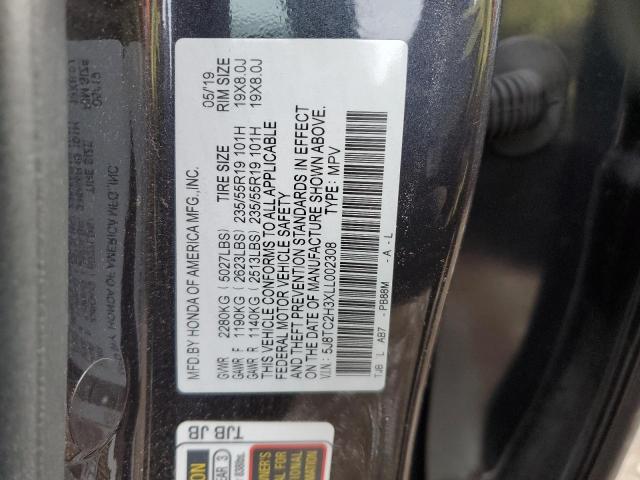 MFD.BY HONDA OF AMERICA MFG.,INC. 05/'19
TIRE SIZE RIM SIZE
GVWR 2280KG (5027LBS)
GAWR F 1190KG (2623LBS) 235/55R19 101H 19X8.0J
GAWR R 1140KG (2513LBS) 235/55R19 101H 19X8.0J
THIS VEHICLE CONFORMS TO ALL APPLICABLE
FEDERAL MOTOR VEHICLE SAFETY
AND THEFT PREVENTION STANDARDS IN EFFECT
ON THE DATE OF MANUFACTURE SHOWN ABOVE.
V.I.N.: 5J8TC2H3XLL002308 TYPE: MPV
TJB L AB7 -PB88M -A -L
TJB JB